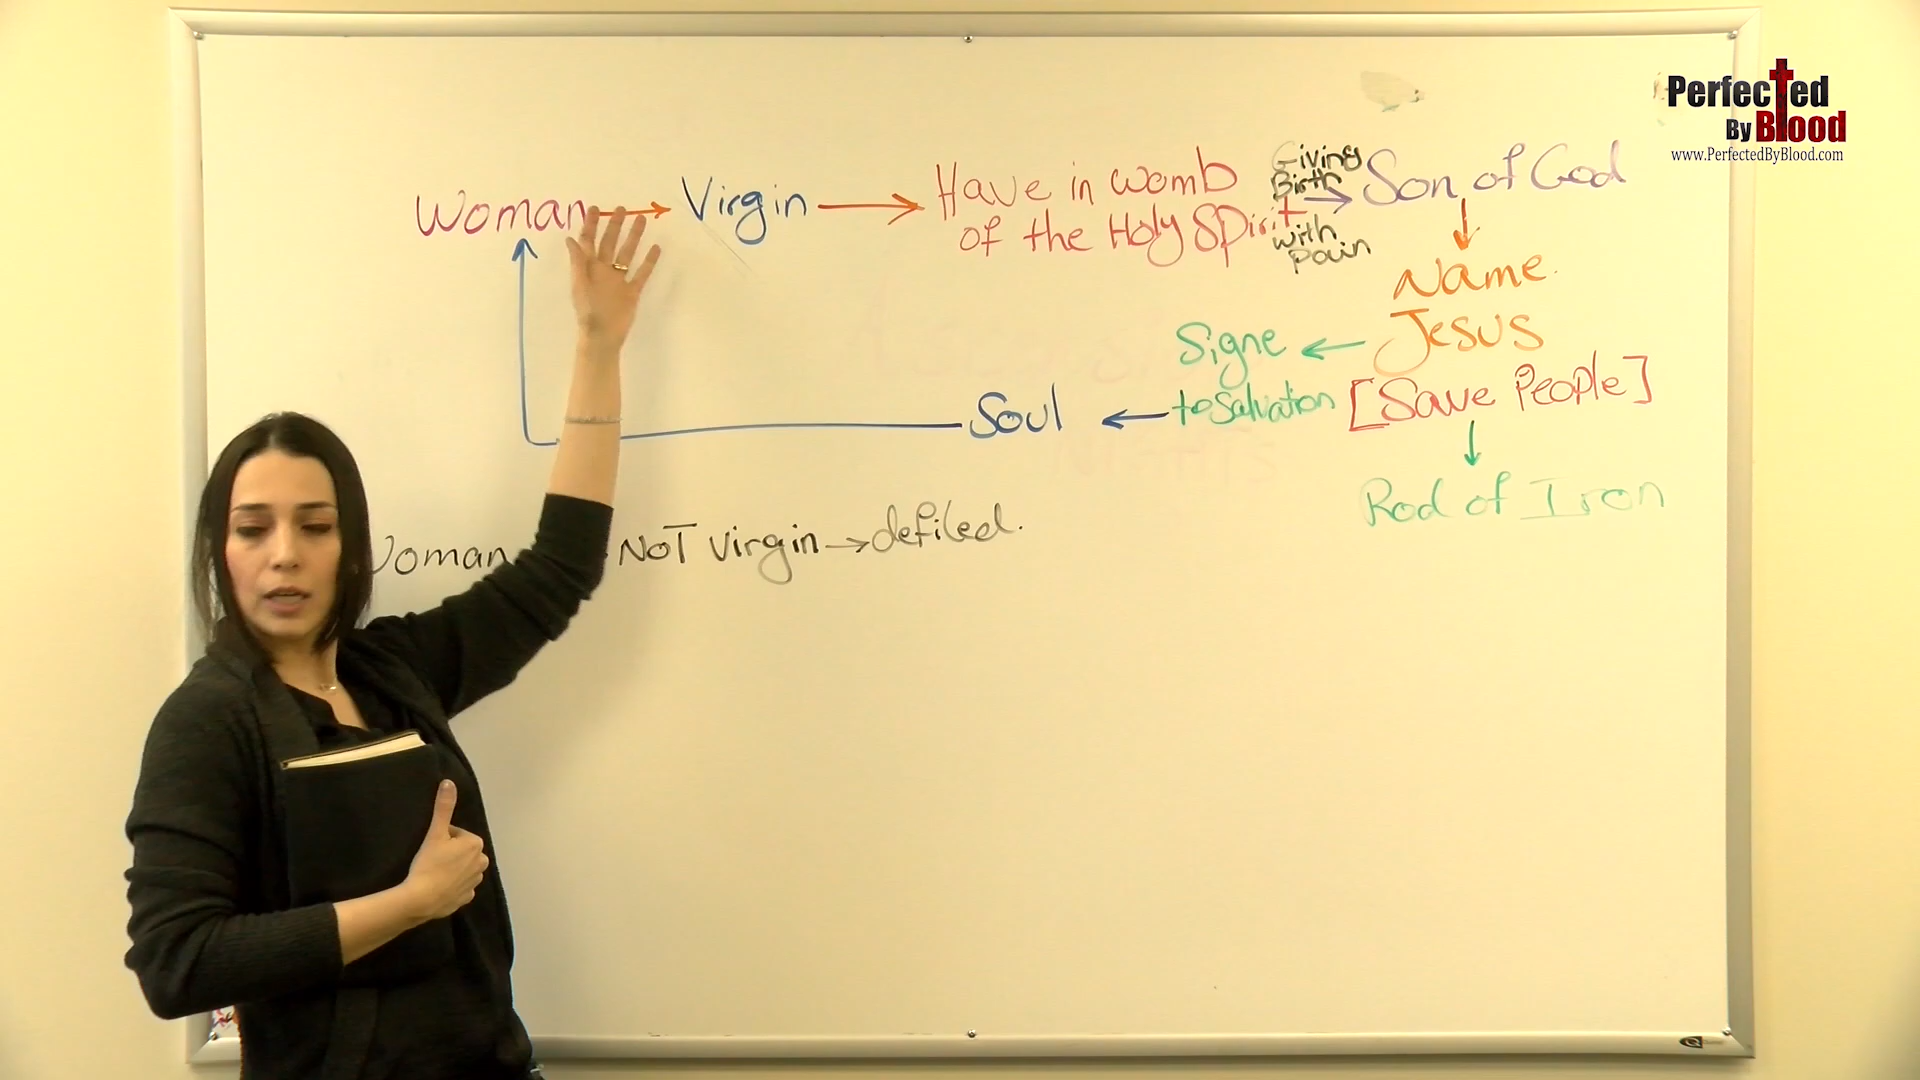 Perfected
By Blood
www.PerfectedByBlood.com
Woman → Virgin → Have in womb
of the Holy Spirit
Giving
Birth
with
Pain
→ Son of God
↓
Name
Jesus
[Save People]
↓
Rod of Iron
Signe ←
to Salvation
Soul ←
Woman NOT Virgin → defiled.